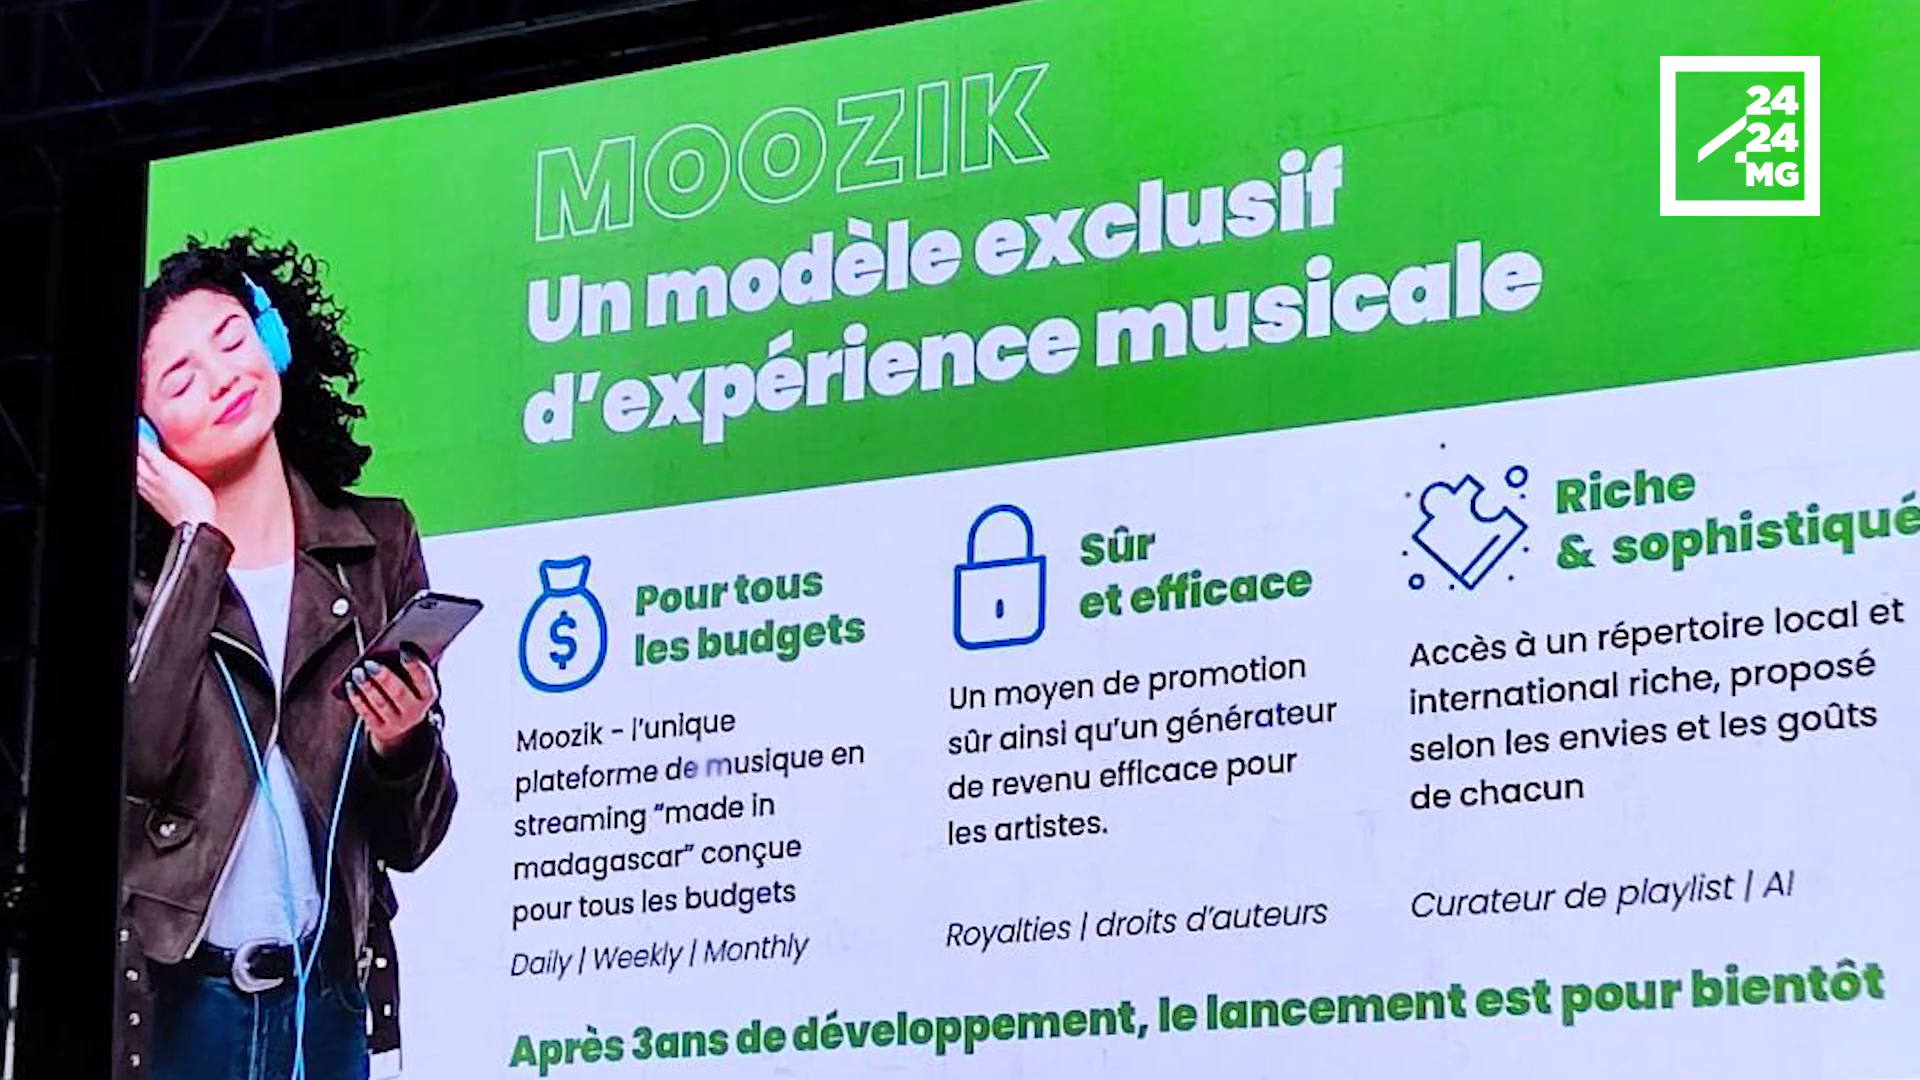 MOOZIK
Un modèle exclusif
d'expérience musicale
24
24
MG
Pour tous
les budgets
Moozik - l'unique
plateforme de musique en
streaming "made in
madagascar" conçue
pour tous les budgets
Daily | Weekly | Monthly
Sûr
et efficace
Un moyen de promotion
sûr ainsi qu'un générateur
de revenu efficace pour
les artistes.
Royalties | droits d'auteurs
Riche
& sophistiqué
Accès à un répertoire local et
international riche, proposé
selon les envies et les goûts
de chacun
Curateur de playlist | AI
Après 3ans de développement, le lancement est pour bientôt
$